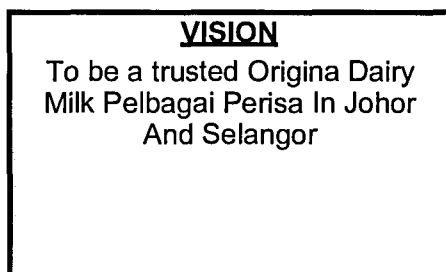 VISION
To be a trusted Origina Dairy
Milk Pelbagai Perisa In Johor
And Selangor